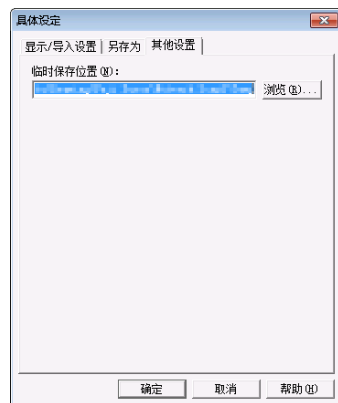 具体设定
显示/导入设置 另存为 其他设置
临时保存位置(W):
浏览(R)...
确定 取消 帮助(H)